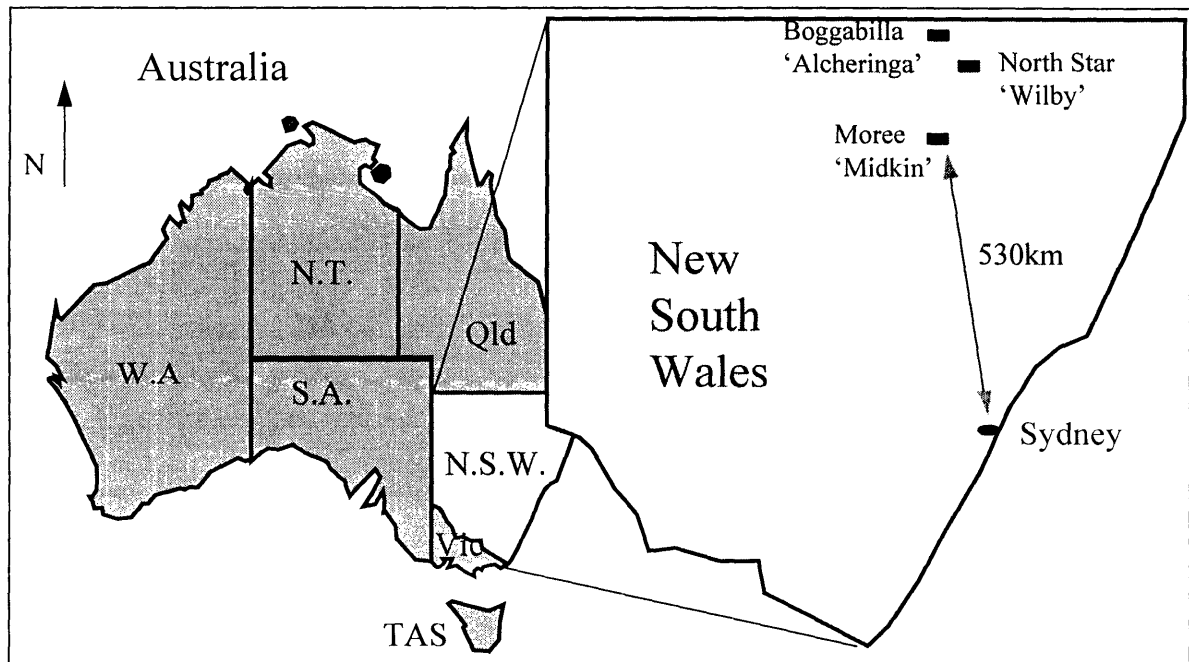 Australia
N
N.T.
Qld
W.A
S.A.
N.S.W.
Vic
TAS
Boggabilla
‘Alcheringa’
North Star
‘Wilby’
Moree
‘Midkin’
530km
New
South
Wales
Sydney